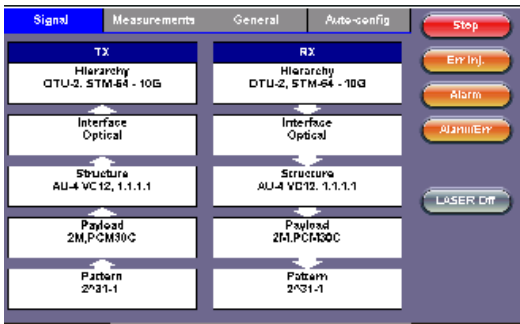 Signal
Measurements
General
Auto-config
TX
Hierarchy
OTU-2, STM-64 - 10G
Interface
Optical
Structure
AU-4 VC12, 1.1.1.1
Payload
2M,PCM30C
Pattern
2^31-1
RX
Hierarchy
OTU-2, STM-64 - 10G
Interface
Optical
Structure
AU-4 VC12, 1.1.1.1
Payload
2M,PCM30C
Pattern
2^31-1
Stop
Err Inj.
Alarm
Alarm/Err
LASER Off